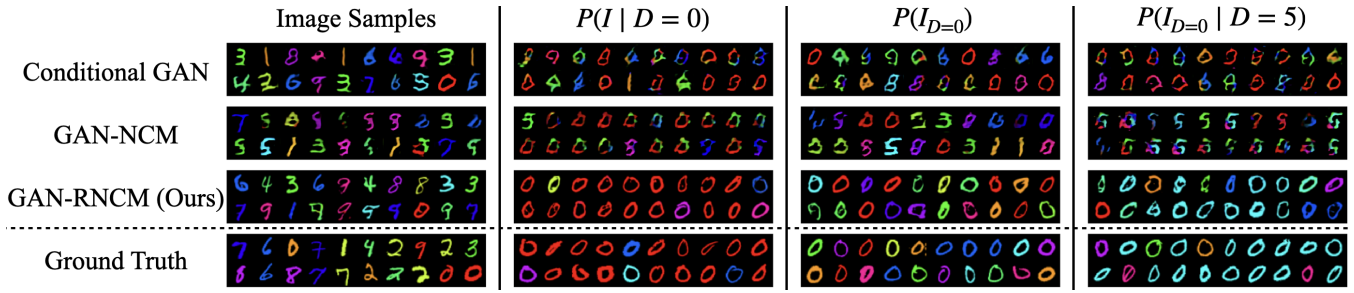 Image Samples
P(I | D = 0)
P(I_{D=0})
P(I_{D=0} | D = 5)
Conditional GAN
GAN-NCM
GAN-RNCM (Ours)
Ground Truth